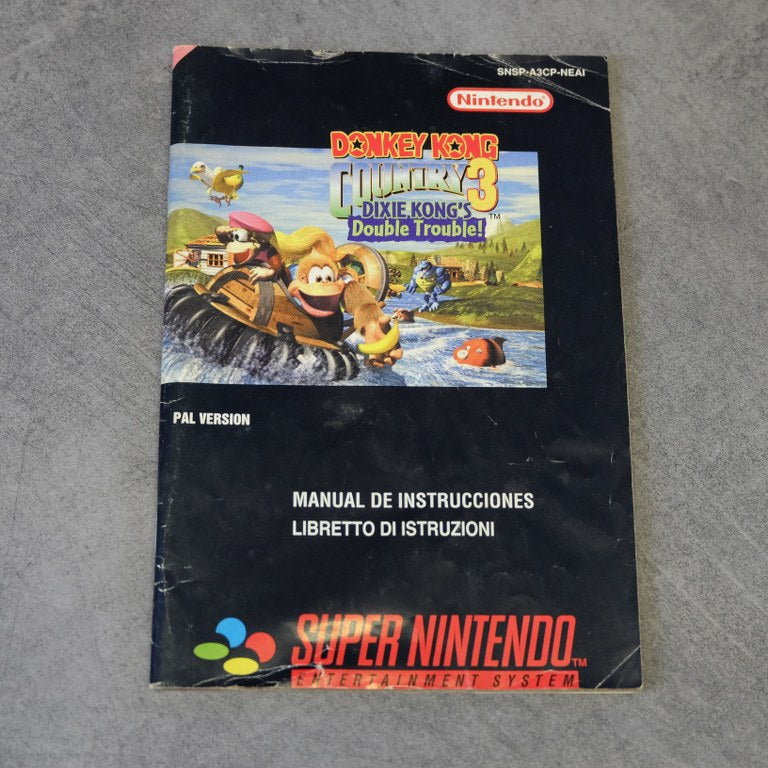 SNSP-A3CP-NEAI
Nintendo®
DONKEY KONG
COUNTRY 3
DIXIE KONG'S
Double Trouble!
TM
PAL VERSION
MANUAL DE INSTRUCCIONES
LIBRETTO DI ISTRUZIONI
SUPER NINTENDO TM
ENTERTAINMENT SYSTEM